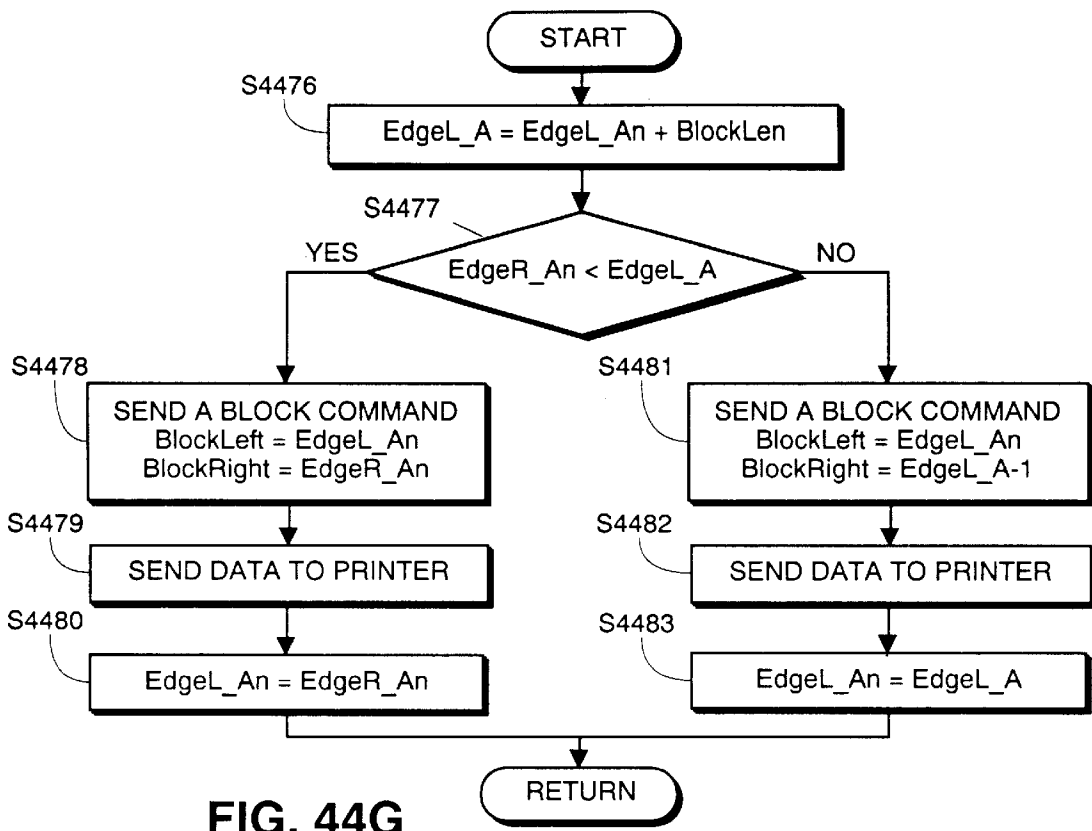 START
S4476
EdgeL_A = EdgeL_An + BlockLen
S4477
YES
EdgeR_An < EdgeL_A
NO
S4478
SEND A BLOCK COMMAND
BlockLeft = EdgeL_An
BlockRight = EdgeR_An
S4481
SEND A BLOCK COMMAND
BlockLeft = EdgeL_An
BlockRight = EdgeL_A-1
S4479
SEND DATA TO PRINTER
S4482
SEND DATA TO PRINTER
S4480
EdgeL_An = EdgeR_An
S4483
EdgeL_An = EdgeL_A
RETURN
FIG. 44G